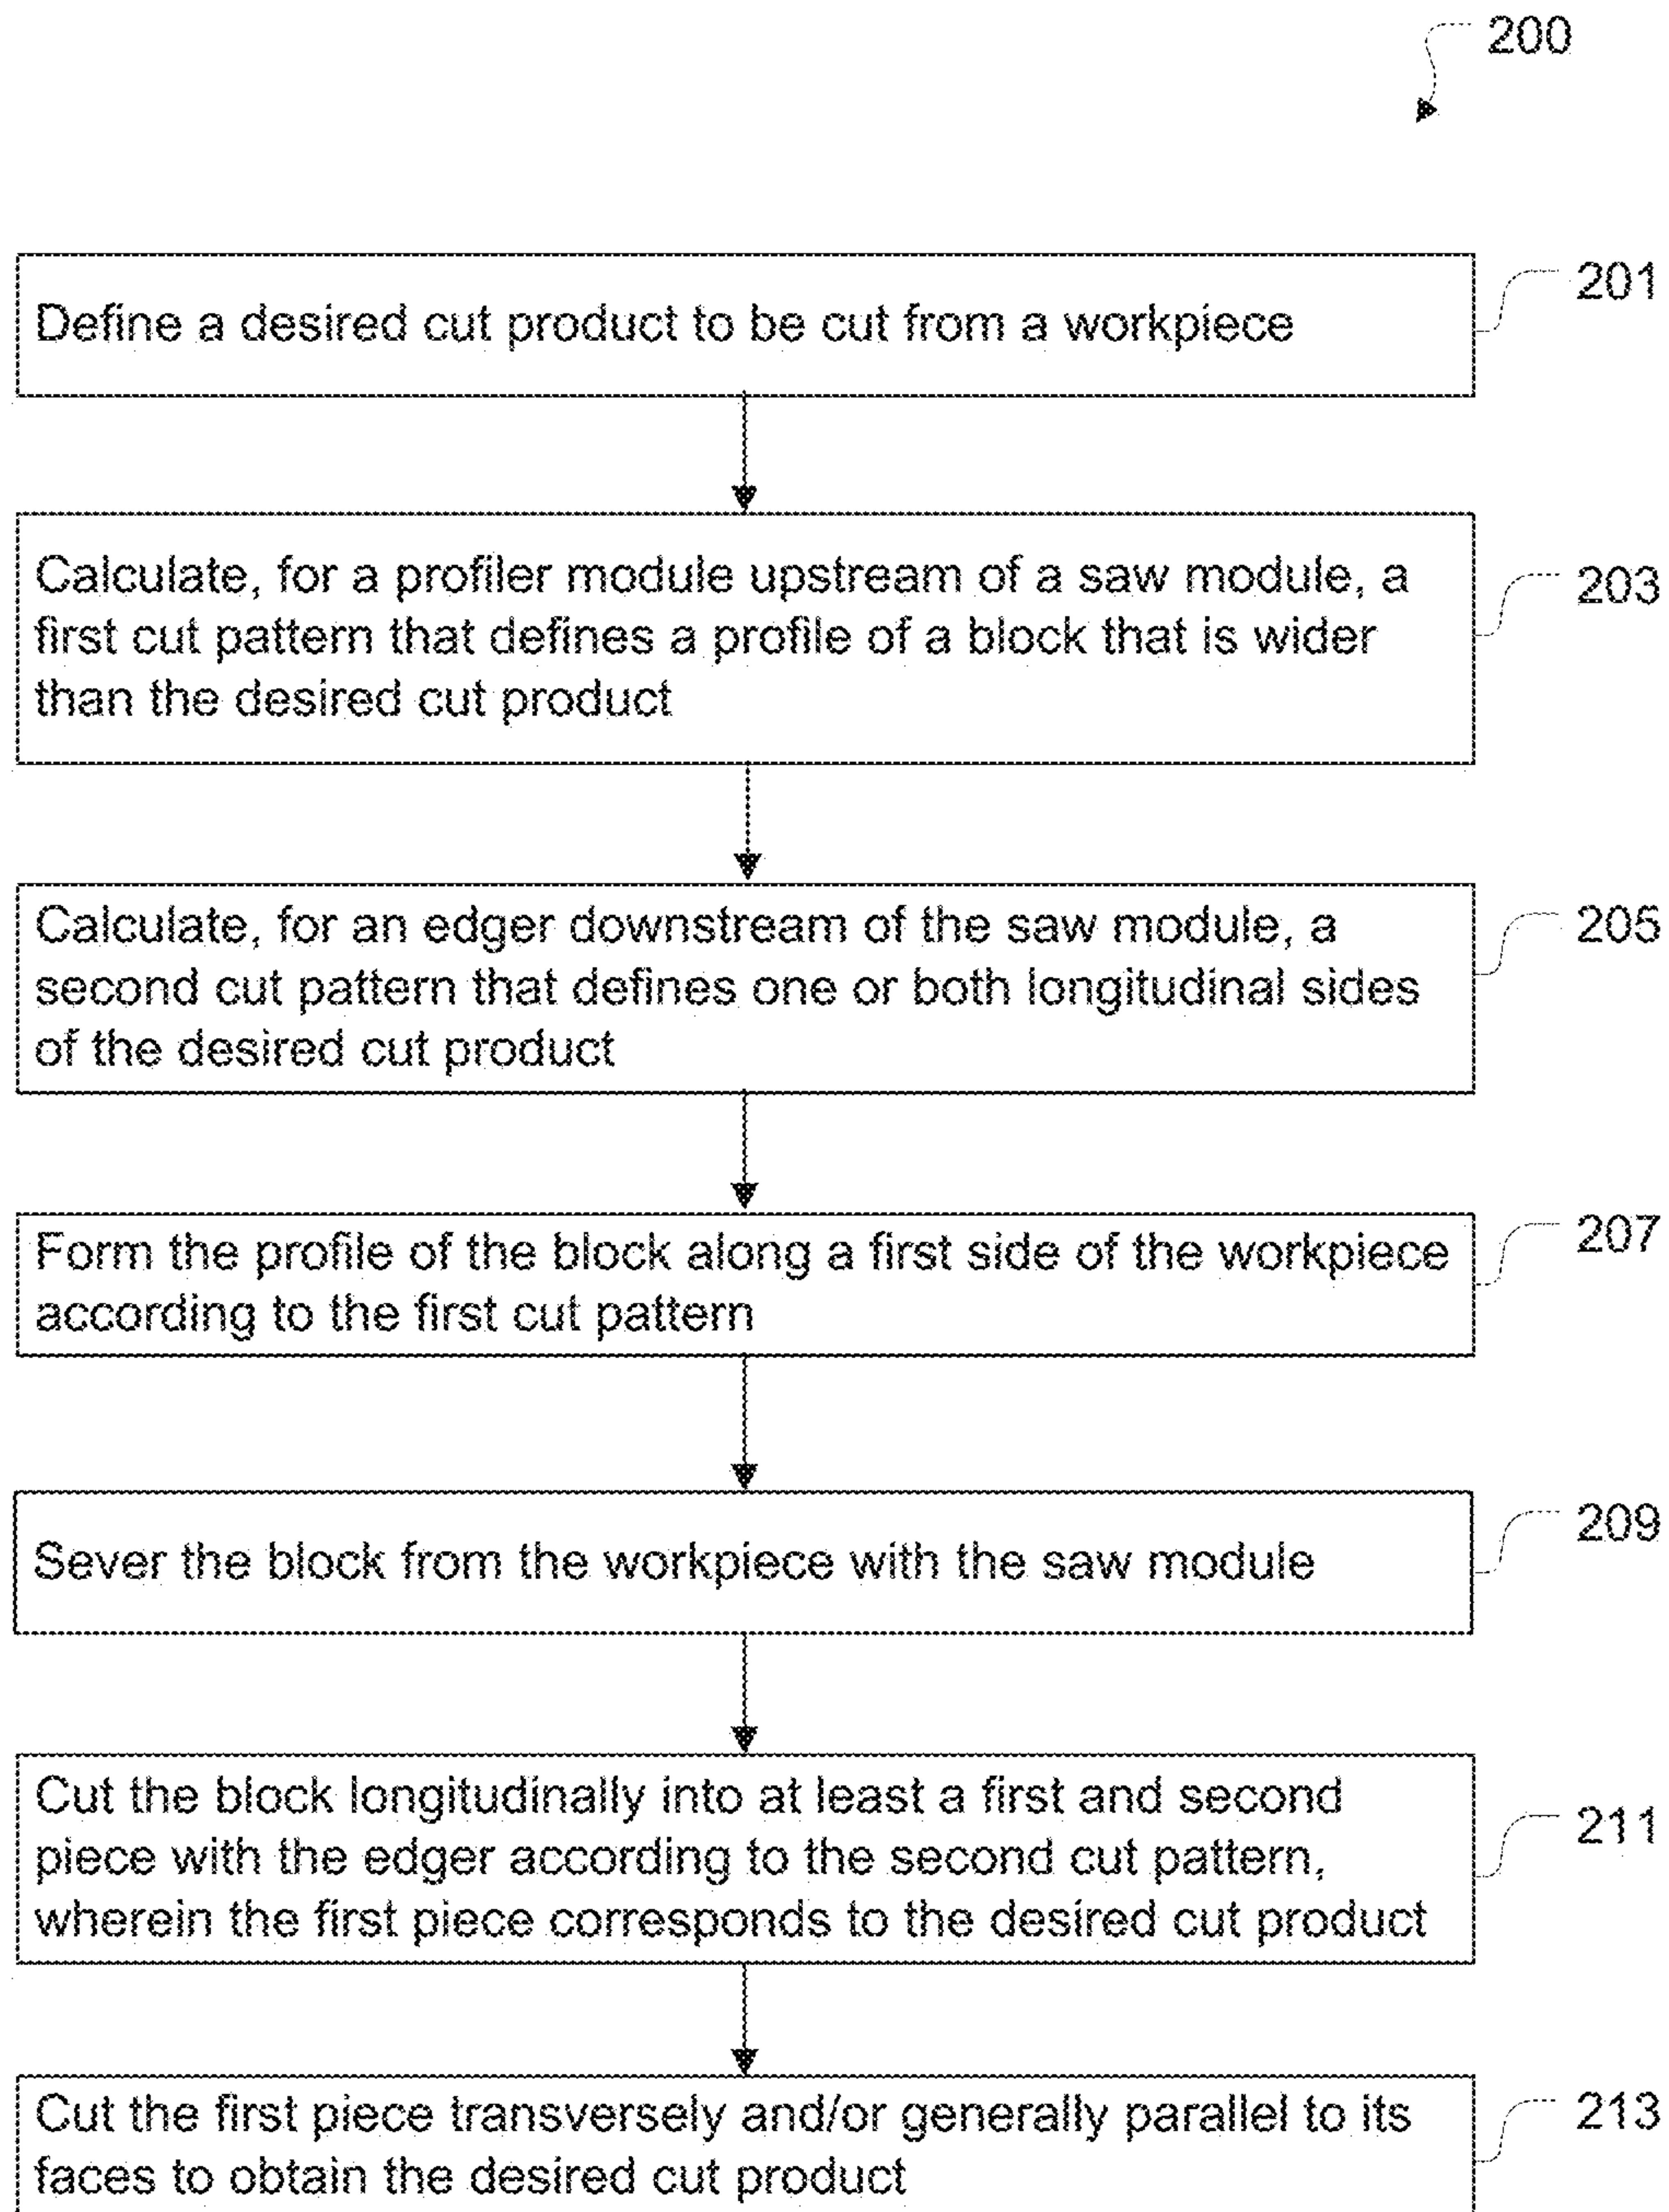 200
201
Define a desired cut product to be cut from a workpiece
Calculate, for a profiler module upstream of a saw module, a
203
first cut pattern that defines a profile of a block that is wider
than the desired cut product
Calculate, for an edger downstream of the saw module, a
205
second cut pattern that defines one or both longitudinal sides
of the desired cut product
207
Form the profile of the block along a first side of the workpiece
according to the first cut pattern
209
Sever the block from the workpiece with the saw module
Cut the block longitudinally into at least a first and second
211
piece with the edger according to the second cut pattern,
wherein the first piece corresponds to the desired cut product
Cut the first piece transversely and/or generally parallel to its
213
faces to obtain the desired cut product